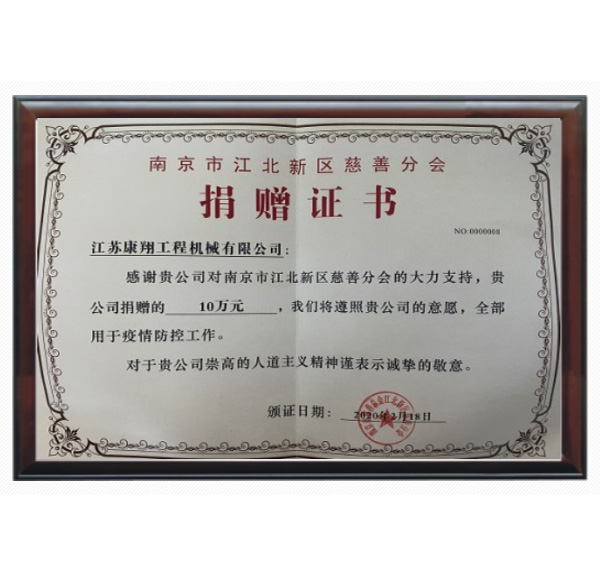 南京市江北新区慈善分会
捐赠证书
NO:0000008
江苏康翔工程机械有限公司:
感谢贵公司对南京市江北新区慈善分会的大力支持，贵
公司捐赠的 10万元 ，我们将遵照贵公司的意愿，全部
用于疫情防控工作。
对于贵公司崇高的人道主义精神谨表示诚挚的敬意。
颁证日期: 2020年2月18日